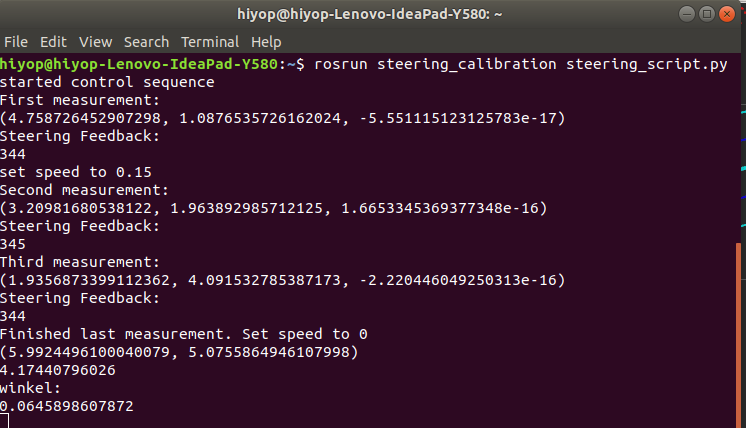 hiyop@hiyop-Lenovo-IdeaPad-Y580: ~
File Edit View Search Terminal Help
hiyop@hiyop-Lenovo-IdeaPad-Y580:~$ rosrun steering_calibration steering_script.py
started control sequence
First measurement:
(4.758726452907298, 1.0876535726162024, -5.551115123125783e-17)
Steering Feedback:
344
set speed to 0.15
Second measurement:
(3.20981680538122, 1.963892985712125, 1.6653345369377348e-16)
Steering Feedback:
345
Third measurement:
(1.9356873399112362, 4.091532785387173, -2.220446049250313e-16)
Steering Feedback:
344
Finished last measurement. Set speed to 0
(5.9924496100040079, 5.0755864946107998)
4.17440796026
winkel:
0.0645898607872